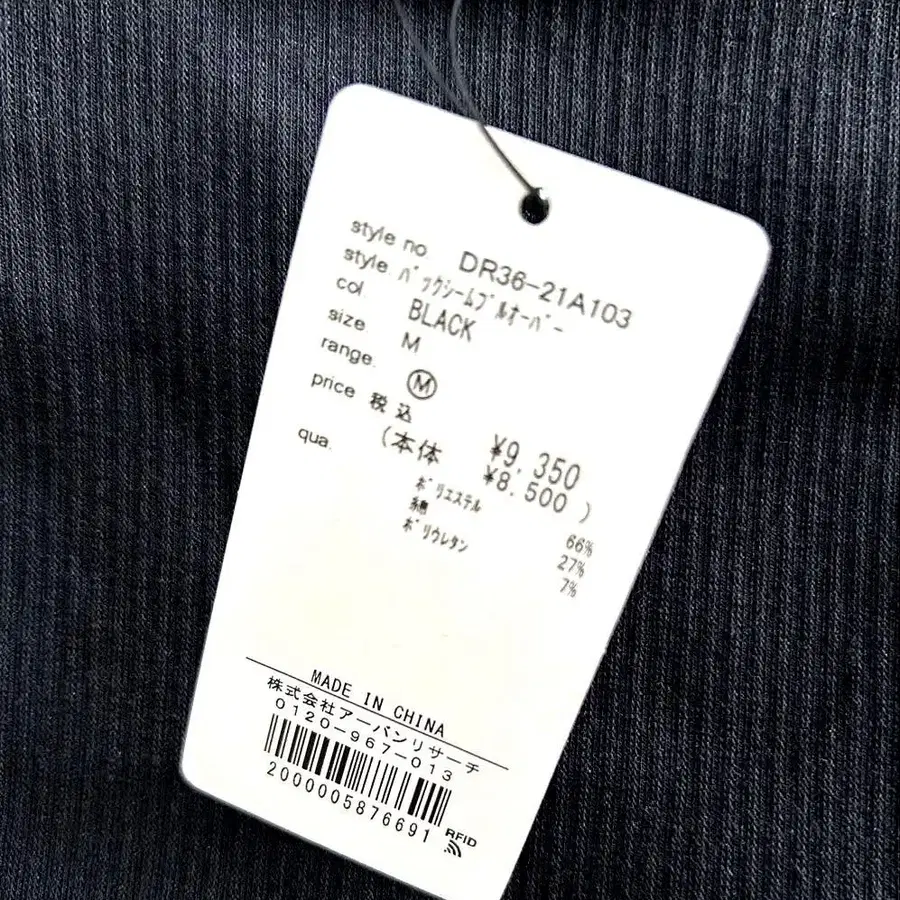 style no DR36-21A103
style バックシームプルオーバー
col. BLACK
size M
range. Ⓜ
price 税込 ¥9,350
(本体 ¥8,500)
qua. ポリエステル 66%
綿 27%
ポリウレタン 7%
MADE IN CHINA
株式会社アーバンリサーチ
0120-967-013
2000005876691
RFID